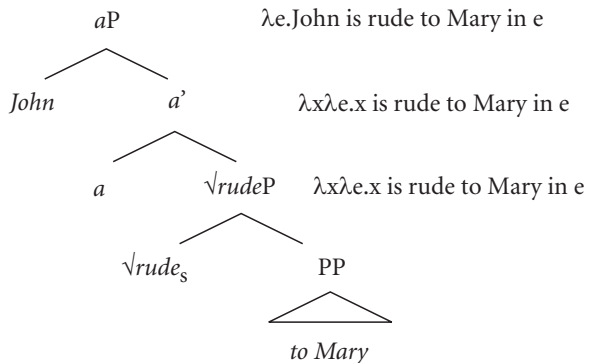 aP λe.John is rude to Mary in e
John a’ λxλe.x is rude to Mary in e
a √rudeP λxλe.x is rude to Mary in e
√rudeₛ PP
to Mary